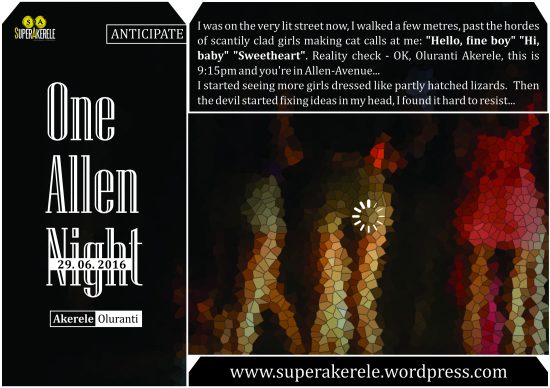 SA
SUPERAKERELE
ANTICIPATE
One
Allen
Night
29. 06. 2016
Akerele Oluranti
I was on the very lit street now, I walked a few metres, past the hordes
of scantily clad girls making cat calls at me: "Hello, fine boy" "Hi,
baby" "Sweetheart". Reality check - OK, Oluranti Akerele, this is
9:15pm and you're in Allen-Avenue...
I started seeing more girls dressed like partly hatched lizards. Then
the devil started fixing ideas in my head, I found it hard to resist...
www.superakerele.wordpress.com